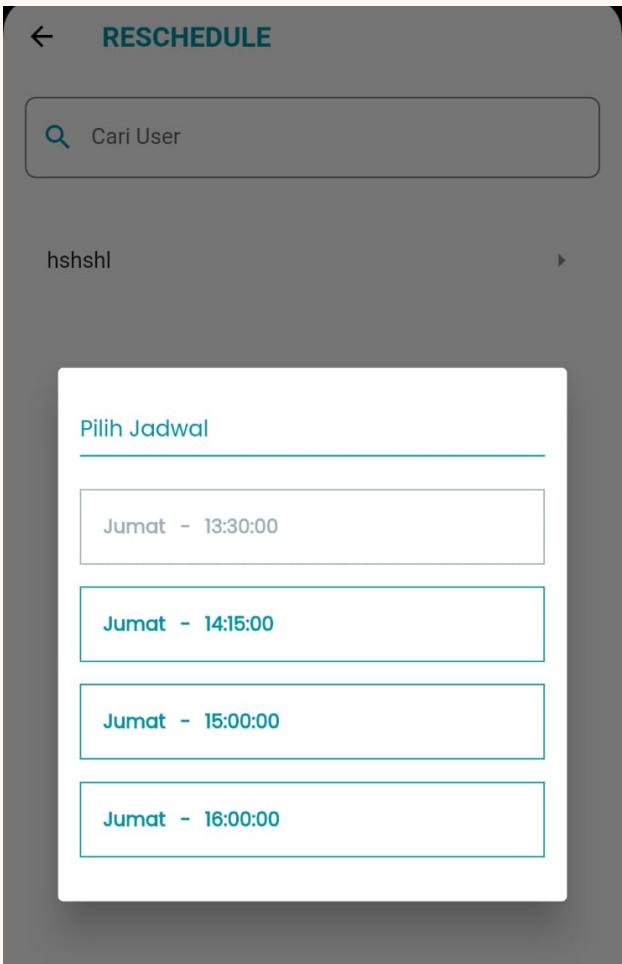 RESCHEDULE
Cari User
hshshl
Pilih Jadwal
Jumat - 13:30:00
Jumat - 14:15:00
Jumat - 15:00:00
Jumat - 16:00:00